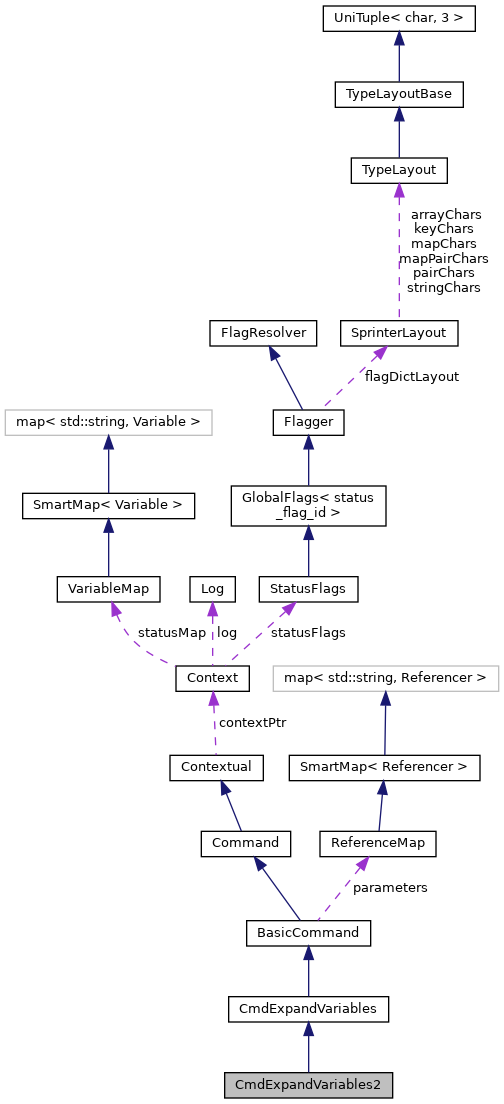 UniTuple< char, 3 >
TypeLayoutBase
TypeLayout
arrayChars
keyChars
mapChars
mapPairChars
pairChars
stringChars
FlagResolver
SprinterLayout
flagDictLayout
map< std::string, Variable >
Flagger
SmartMap< Variable >
GlobalFlags< status
_flag_id >
VariableMap
Log
StatusFlags
statusMap
log
statusFlags
Context
map< std::string, Referencer >
contextPtr
Contextual
SmartMap< Referencer >
Command
ReferenceMap
parameters
BasicCommand
CmdExpandVariables
CmdExpandVariables2